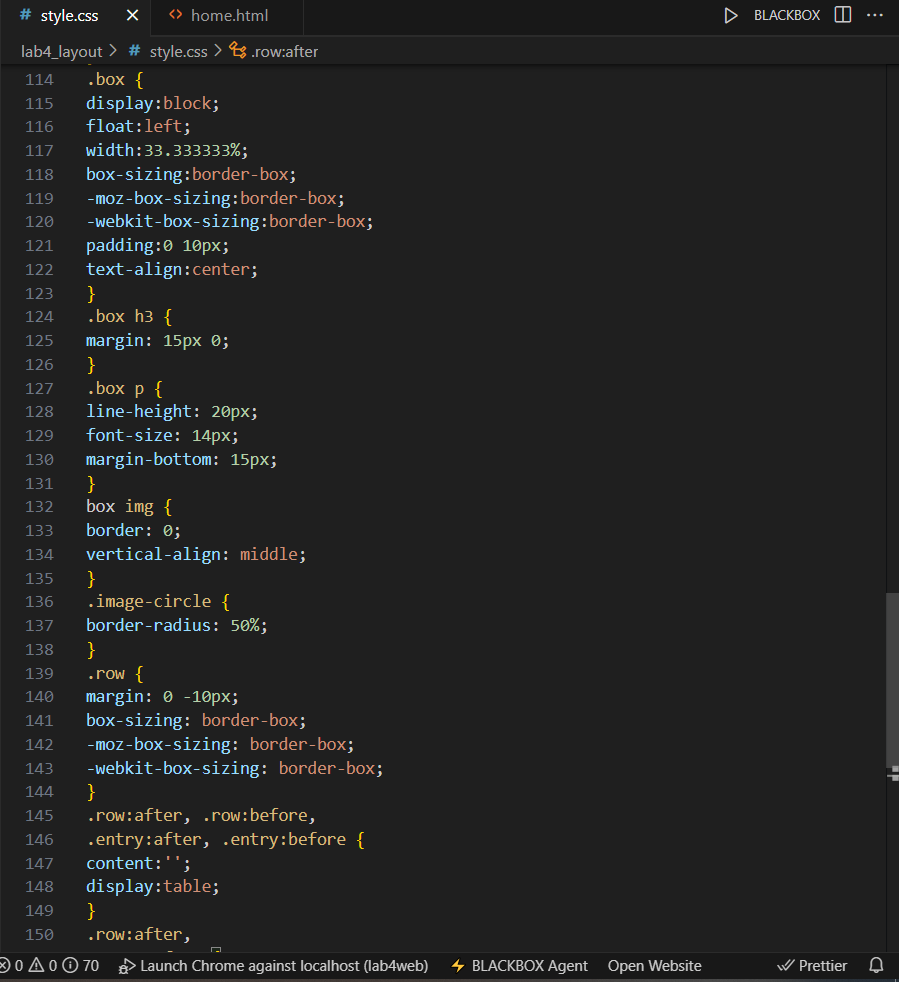 # style.css × <> home.html BLACKBOX ...
lab4_layout > # style.css > .row:after
114 .box {
115 display:block;
116 float:left;
117 width:33.333333%;
118 box-sizing:border-box;
119 -moz-box-sizing:border-box;
120 -webkit-box-sizing:border-box;
121 padding:0 10px;
122 text-align:center;
123 }
124 .box h3 {
125 margin: 15px 0;
126 }
127 .box p {
128 line-height: 20px;
129 font-size: 14px;
130 margin-bottom: 15px;
131 }
132 box img {
133 border: 0;
134 vertical-align: middle;
135 }
136 .image-circle {
137 border-radius: 50%;
138 }
139 .row {
140 margin: 0 -10px;
141 box-sizing: border-box;
142 -moz-box-sizing: border-box;
143 -webkit-box-sizing: border-box;
144 }
145 .row:after, .row:before,
146 .entry:after, .entry:before {
147 content:'';
148 display:table;
149 }
150 .row:after,
0 0 70 Launch Chrome against localhost (lab4web) BLACKBOX Agent Open Website Prettier